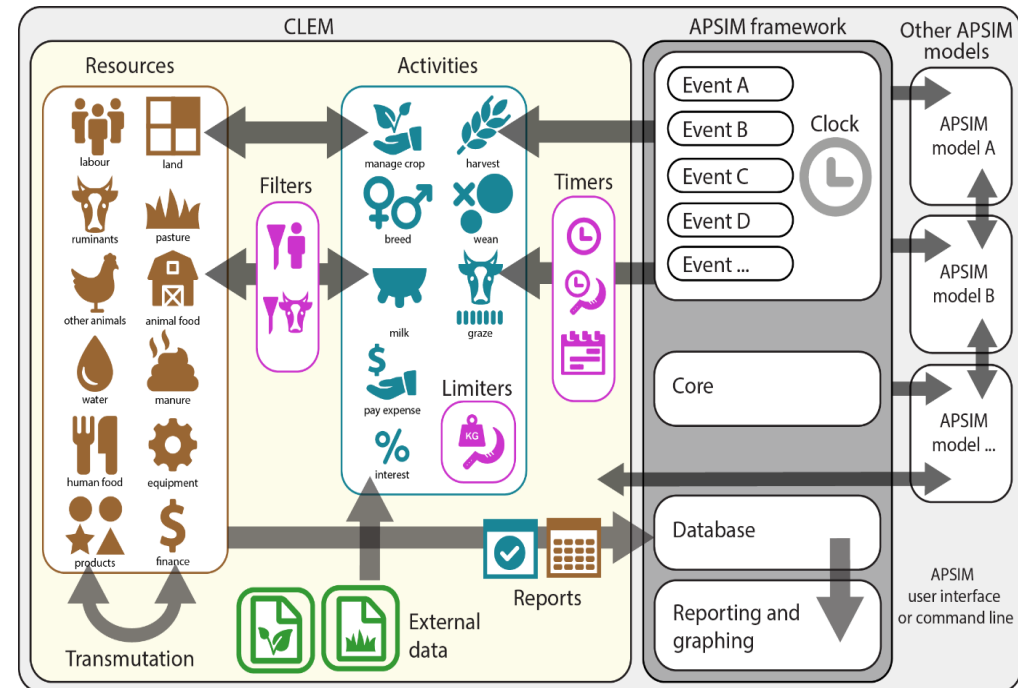 CLEM
APSIM framework
Other APSIM
models
Resources
Activities
labour
land
ruminants
pasture
other animals
animal food
water
manure
human food
equipment
products
finance
Transmutation
Filters
manage crop
harvest
breed
wean
milk
graze
$
pay expense
%
interest
Limiters
KG
Timers
External
data
Reports
Event A
Event B
Event C
Event D
Event ...
Clock
Core
Database
Reporting and
graphing
APSIM
model A
APSIM
model B
APSIM
model ...
APSIM
user interface
or command line